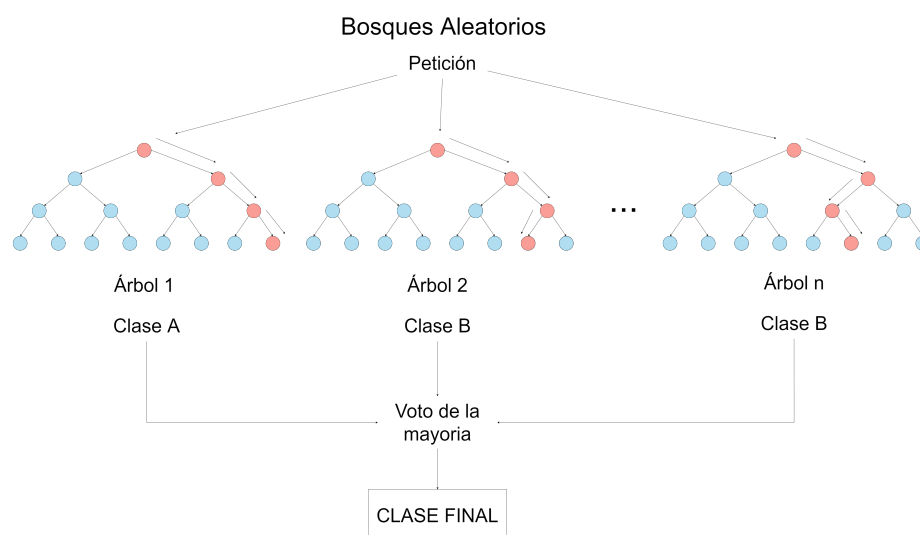 Bosques Aleatorios
Petición
...
Árbol 1
Árbol 2
Árbol n
Clase A
Clase B
Clase B
Voto de la
mayoria
CLASE FINAL